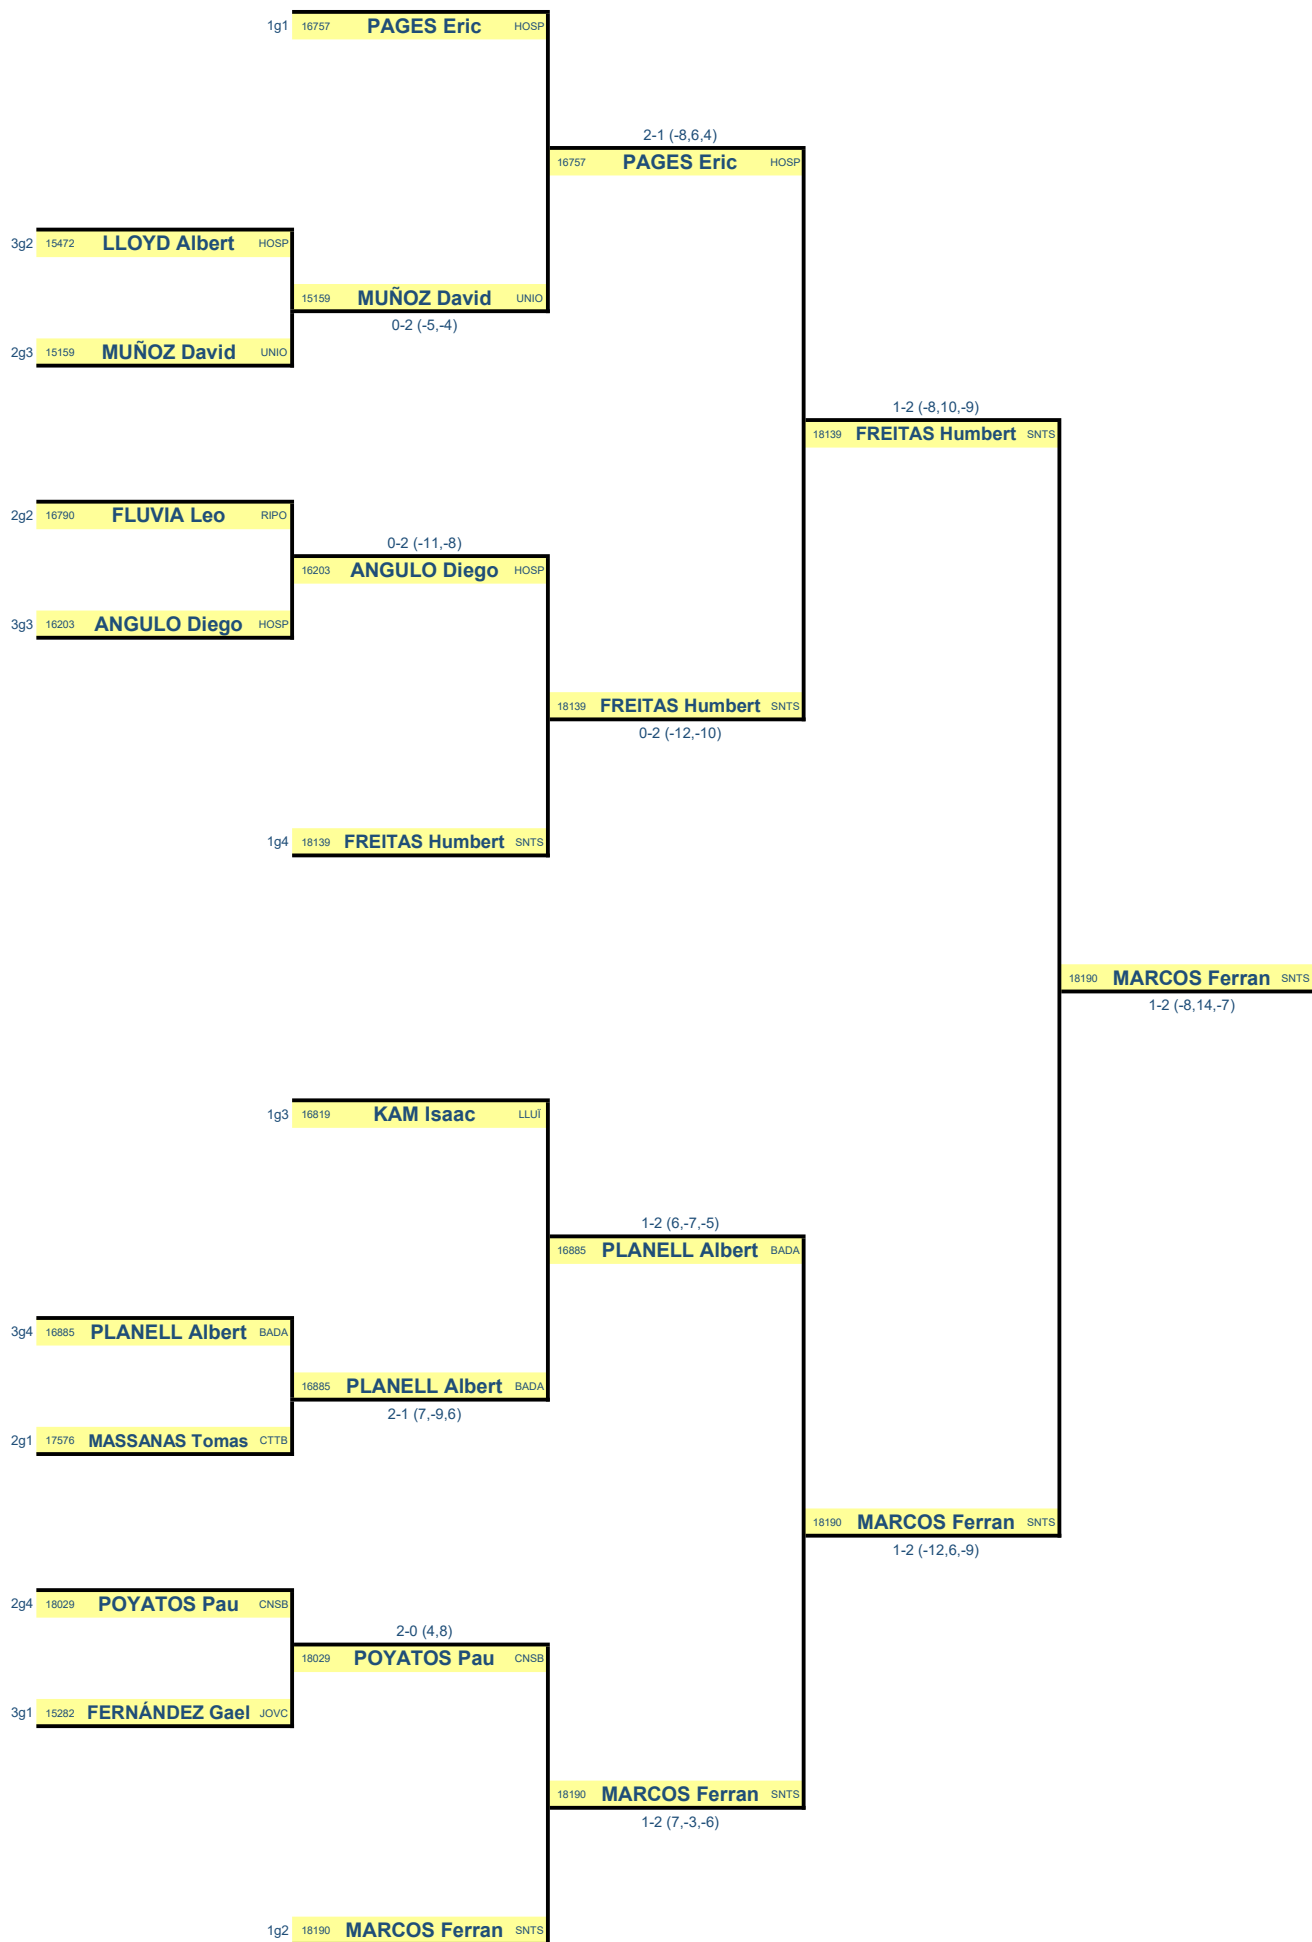 1g1 16757 PAGES Eric HOSP
2-1 (-8,6,4)
16757 PAGES Eric HOSP
3g2 15472 LLOYD Albert HOSP
15159 MUÑOZ David UNIO
0-2 (-5,-4)
2g3 15159 MUÑOZ David UNIO
1-2 (-8,10,-9)
18139 FREITAS Humbert SNTS
2g2 16790 FLUVIA Leo RIPO
0-2 (-11,-8)
16203 ANGULO Diego HOSP
3g3 16203 ANGULO Diego HOSP
18139 FREITAS Humbert SNTS
0-2 (-12,-10)
1g4 18139 FREITAS Humbert SNTS
18190 MARCOS Ferran SNTS
1-2 (-8,14,-7)
1g3 16819 KAM Isaac LLUÏ
1-2 (6,-7,-5)
16885 PLANELL Albert BADA
3g4 16885 PLANELL Albert BADA
16885 PLANELL Albert BADA
2-1 (7,-9,6)
2g1 17576 MASSANAS Tomas CTTB
18190 MARCOS Ferran SNTS
1-2 (-12,6,-9)
2g4 18029 POYATOS Pau CNSB
2-0 (4,8)
18029 POYATOS Pau CNSB
3g1 15282 FERNÁNDEZ Gael JOVC
18190 MARCOS Ferran SNTS
1-2 (7,-3,-6)
1g2 18190 MARCOS Ferran SNTS